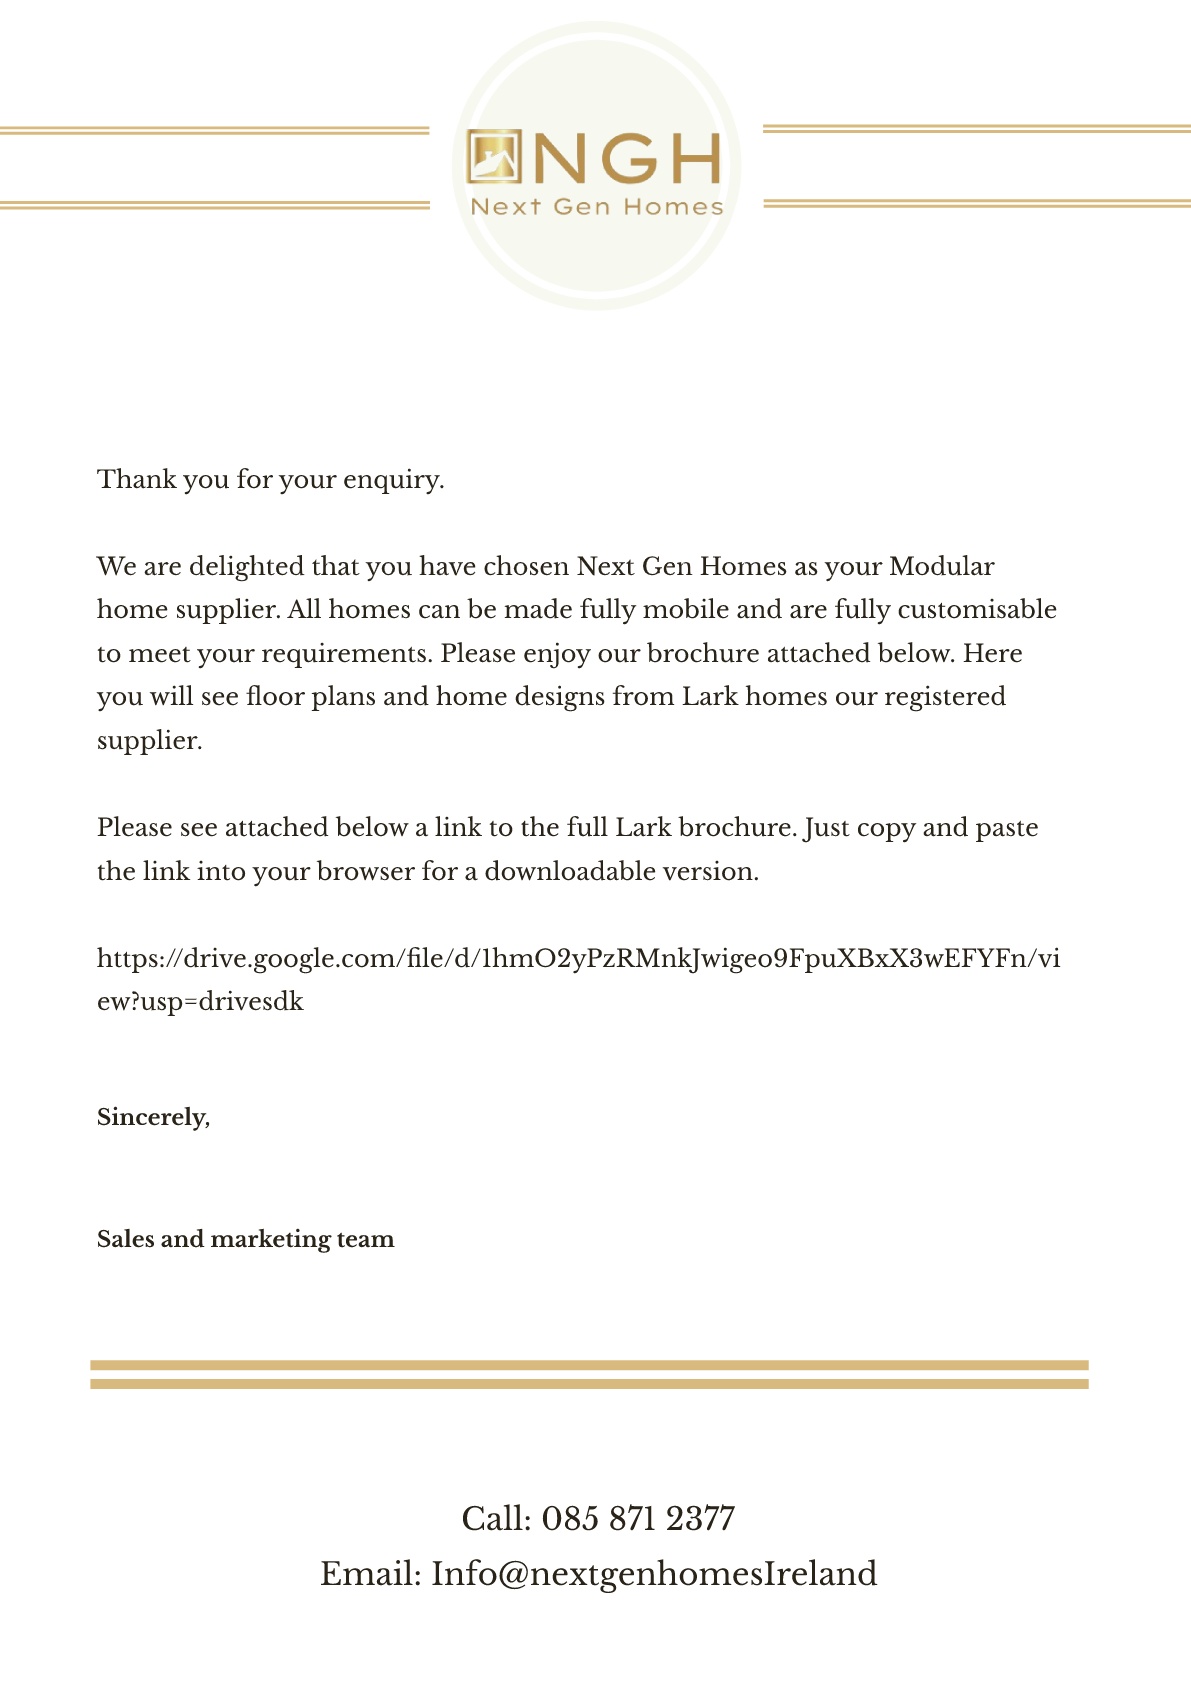 NGH
Next Gen Homes
Thank you for your enquiry.
We are delighted that you have chosen Next Gen Homes as your Modular
home supplier. All homes can be made fully mobile and are fully customisable
to meet your requirements. Please enjoy our brochure attached below. Here
you will see floor plans and home designs from Lark homes our registered
supplier.
Please see attached below a link to the full Lark brochure. Just copy and paste
the link into your browser for a downloadable version.
https://drive.google.com/file/d/1hmO2yPzRMnkJwigeo9FpuXBxX3wEFYFn/vi
ew?usp=drivesdk
Sincerely,
Sales and marketing team
Call: 085 871 2377
Email: Info@nextgenhomesIreland